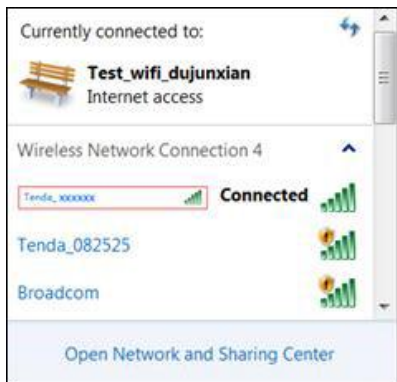 Currently connected to:
Test_wifi_dujunxian
Internet access
Wireless Network Connection 4
Tenda_xxxxxx Connected
Tenda_082525
Broadcom
Open Network and Sharing Center